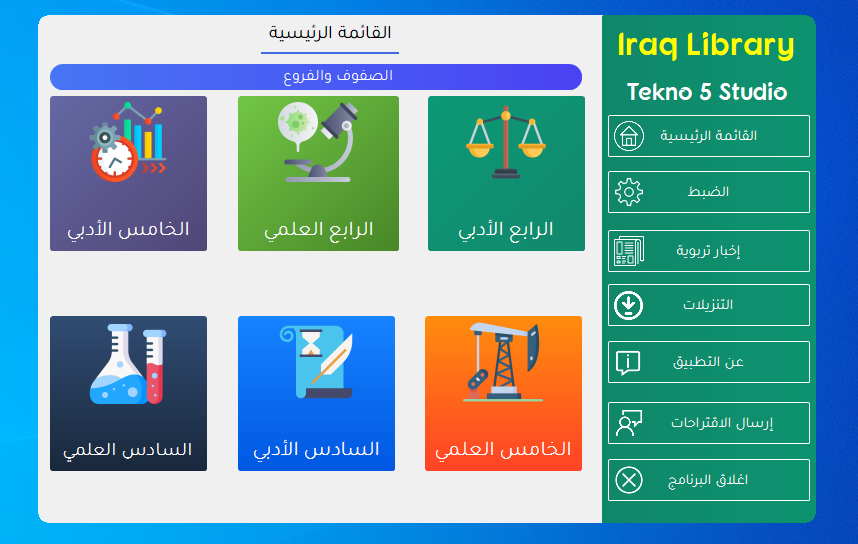 Iraq Library
Tekno 5 Studio
القائمة الرئيسية
الضبط
إخبار تربوية
التنزيلات
عن التطبيق
إرسال الاقتراحات
اغلاق البرنامج
القائمة الرئيسية
الصفوف والفروع
الرابع الأدبي
الرابع العلمي
الخامس الأدبي
الخامس العلمي
السادس الأدبي
السادس العلمي